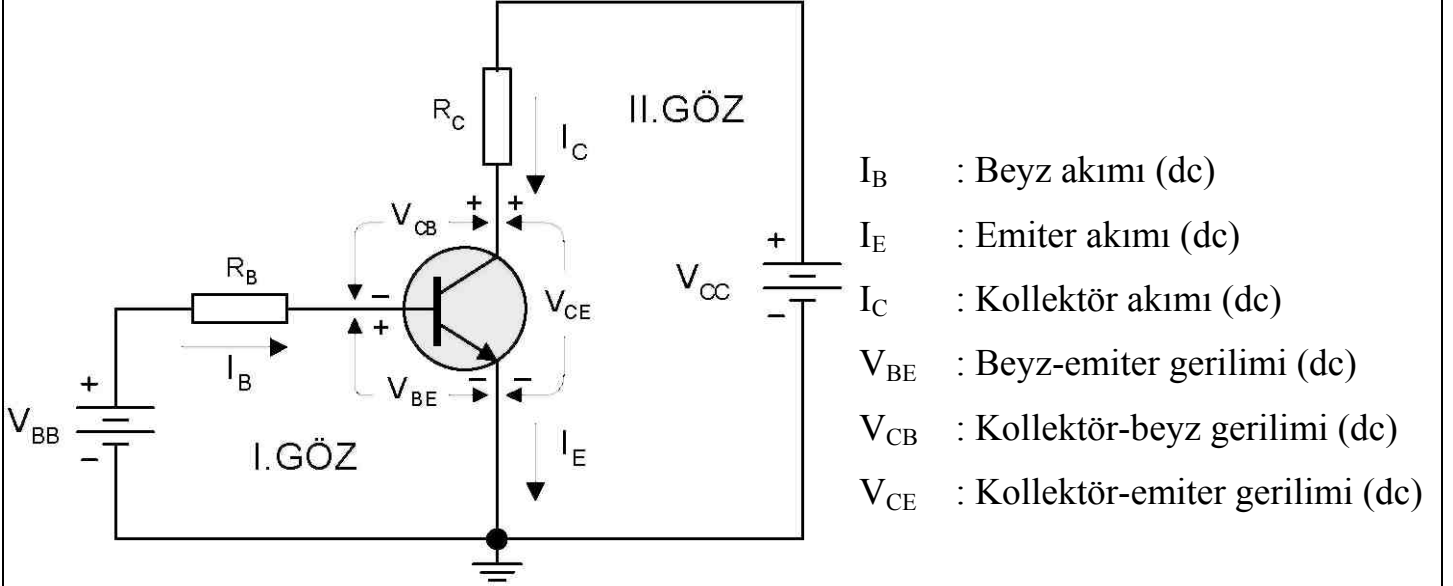 R_C
I_C
II.GÖZ
+ +
V_CB
R_B
−
+
V_CE
I_B
V_BE
− −
+
V_BB
−
I.GÖZ
I_E
+
V_CC
−
I_B : Beyz akımı (dc)
I_E : Emiter akımı (dc)
I_C : Kollektör akımı (dc)
V_BE : Beyz-emiter gerilimi (dc)
V_CB : Kollektör-beyz gerilimi (dc)
V_CE : Kollektör-emiter gerilimi (dc)